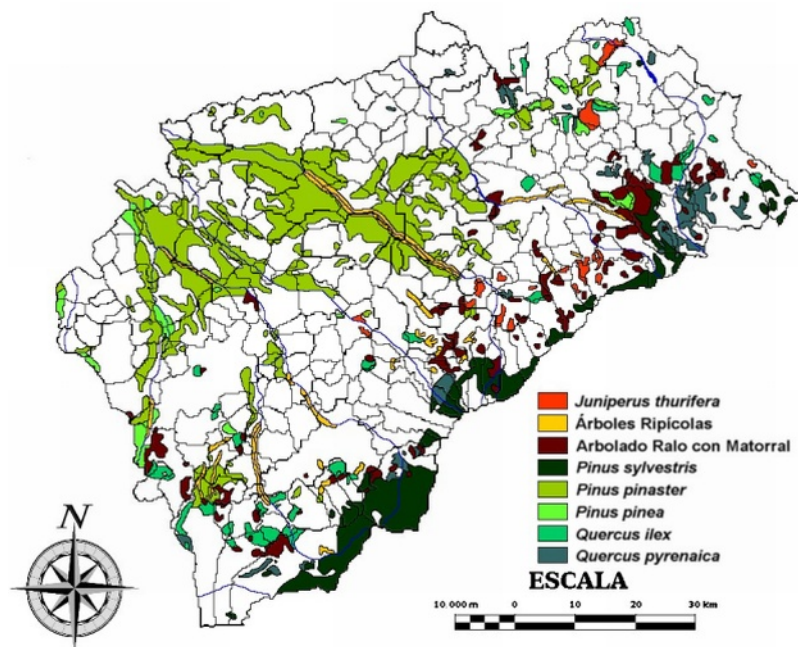 Juniperus thurifera
Árboles Ripícolas
Arbolado Ralo con Matorral
Pinus sylvestris
Pinus pinaster
Pinus pinea
Quercus ilex
Quercus pyrenaica
N
ESCALA
10 000 m 0 10 20 30 km